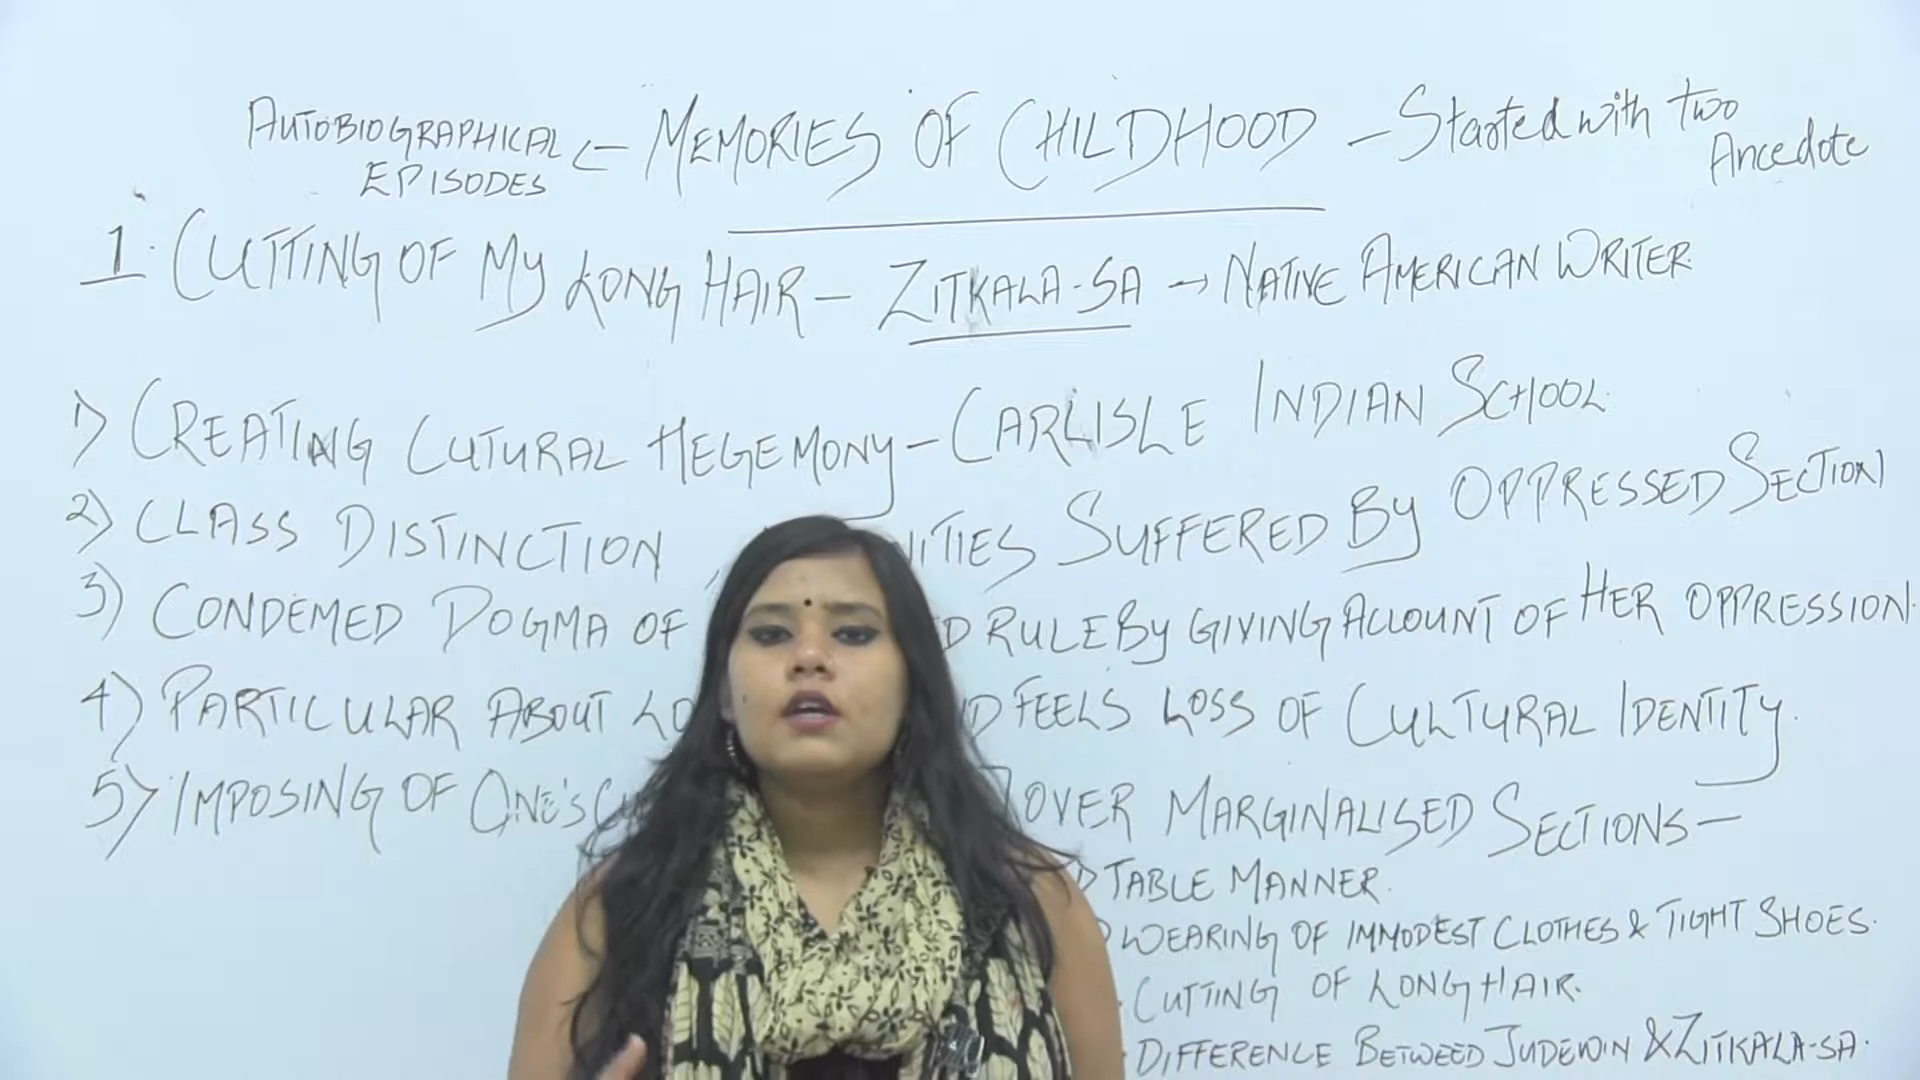 AUTOBIOGRAPHICAL EPISODES ← MEMORIES OF CHILDHOOD – Started with two Ancedote
1. CUTTING OF MY LONG HAIR – ZITKALA-SA → NATIVE AMERICAN WRITER
1) CREATING CUTURAL HEGEMONY – CARLISLE INDIAN SCHOOL
2) CLASS DISTINCTION SUFFERED BY OPPRESSED SECTION
3) CONDEMED DOGMA OF RULE BY GIVING ACCOUNT OF HER OPPRESSION.
4) PARTICULAR ABOUT FEELS LOSS OF CULTURAL IDENTITY.
5) IMPOSING OF ONE'S OVER MARGINALISED SECTIONS –
TABLE MANNER.
WEARING OF IMMODEST CLOTHES & TIGHT SHOES.
CUTTING OF LONG HAIR.
DIFFERENCE BETWEED JUDEWIN & ZITKALA-SA.